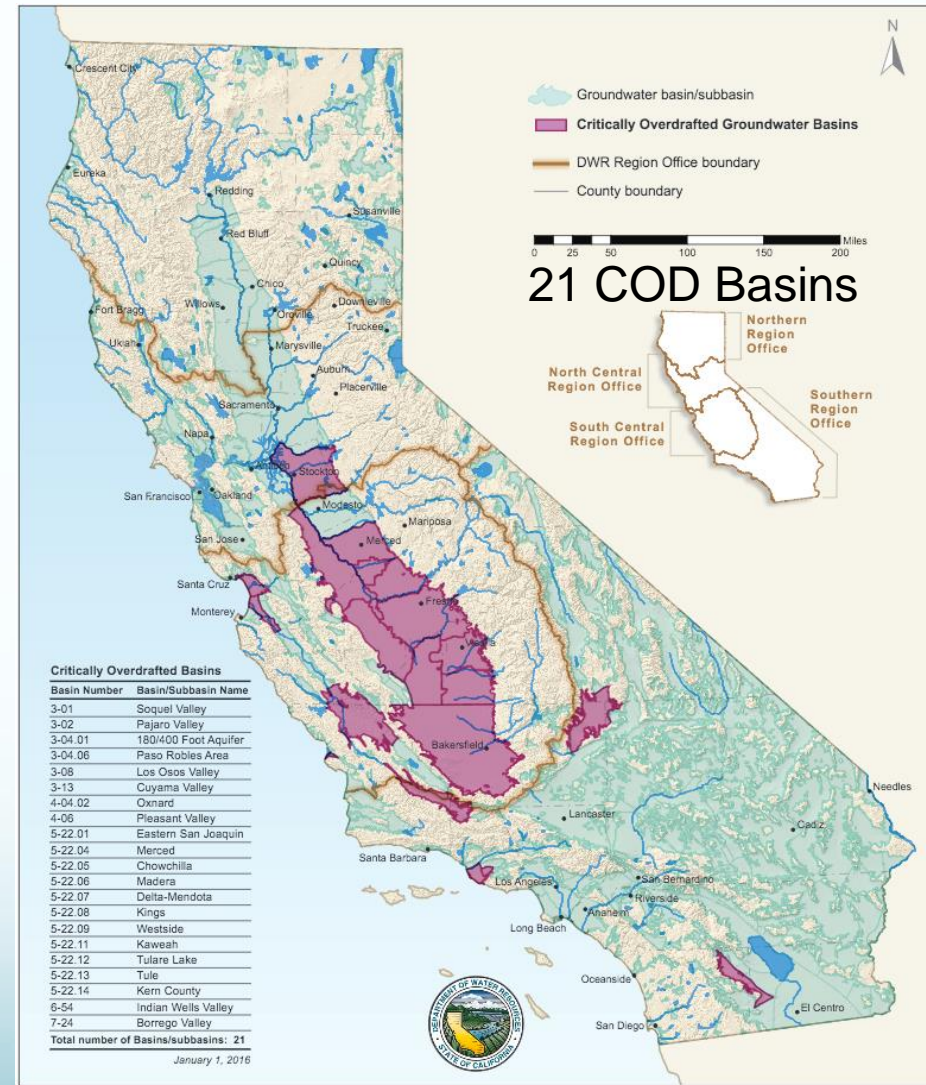 N
Groundwater basin/subbasin
Critically Overdrafted Groundwater Basins
DWR Region Office boundary
County boundary
Miles
0 25 50 100 150 200
21 COD Basins
Northern
Region
Office
North Central
Region Office
Southern
Region
Office
South Central
Region Office
Crescent City
Eureka
Redding
Susanville
Red Bluff
Quincy
Chico
Willows
Downieville
Oroville
Fort Bragg
Truckee
Ukiah
Marysville
Auburn
Placerville
Sacramento
Napa
Antioch
Stockton
San Francisco
Oakland
Modesto
Mariposa
San Jose
Merced
Santa Cruz
Fresno
Monterey
Visalia
Bakersfield
Needles
Lancaster
Cadiz
Santa Barbara
Los Angeles
San Bernardino
Riverside
Anaheim
Long Beach
Oceanside
El Centro
San Diego
Critically Overdrafted Basins
Basin Number Basin/Subbasin Name
3-01 Soquel Valley
3-02 Pajaro Valley
3-04.01 180/400 Foot Aquifer
3-04.06 Paso Robles Area
3-08 Los Osos Valley
3-13 Cuyama Valley
4-04.02 Oxnard
4-06 Pleasant Valley
5-22.01 Eastern San Joaquin
5-22.04 Merced
5-22.05 Chowchilla
5-22.06 Madera
5-22.07 Delta-Mendota
5-22.08 Kings
5-22.09 Westside
5-22.11 Kaweah
5-22.12 Tulare Lake
5-22.13 Tule
5-22.14 Kern County
6-54 Indian Wells Valley
7-24 Borrego Valley
Total number of Basins/subbasins: 21
January 1, 2016
DEPARTMENT OF WATER RESOURCES
STATE OF CALIFORNIA